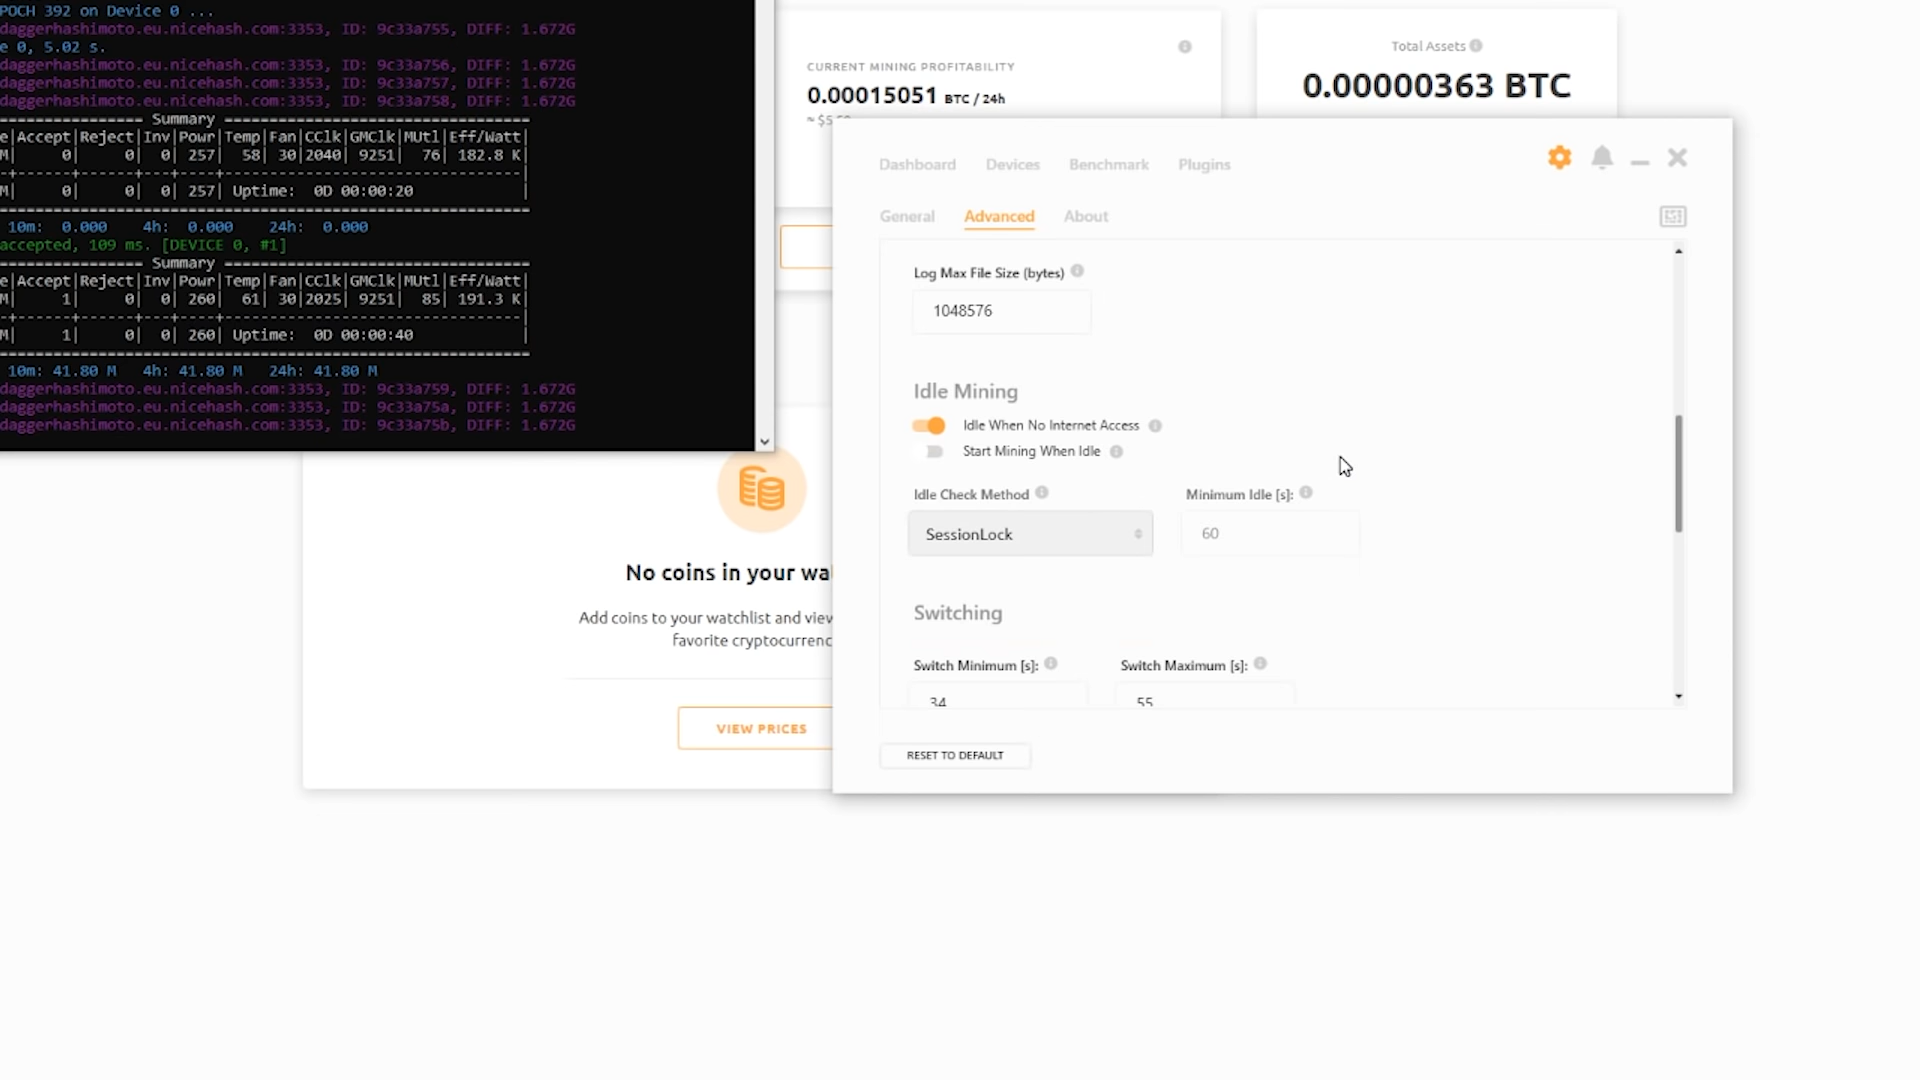 POCH 392 on Device 0 ...
daggerhashimoto.eu.nicehash.com:3353, ID: 9c33a755, DIFF: 1.672G
e 0, 5.02 s.
daggerhashimoto.eu.nicehash.com:3353, ID: 9c33a756, DIFF: 1.672G
daggerhashimoto.eu.nicehash.com:3353, ID: 9c33a757, DIFF: 1.672G
daggerhashimoto.eu.nicehash.com:3353, ID: 9c33a758, DIFF: 1.672G
Summary
e|Accept|Reject|Inv|Powr|Temp|Fan|CClk|GMClk|MUtl|Eff/Watt|
M| 0| 0| 0| 257| 58| 30|2040| 9251| 76| 182.8 K|
M| 0| 0| 0| 257| Uptime: 0D 00:00:20 |
10m: 0.000 4h: 0.000 24h: 0.000
accepted, 109 ms. [DEVICE 0, #1]
Summary
e|Accept|Reject|Inv|Powr|Temp|Fan|CClk|GMClk|MUtl|Eff/Watt|
M| 1| 0| 0| 260| 61| 30|2025| 9251| 85| 191.3 K|
M| 1| 0| 0| 260| Uptime: 0D 00:00:40 |
10m: 41.80 M 4h: 41.80 M 24h: 41.80 M
daggerhashimoto.eu.nicehash.com:3353, ID: 9c33a759, DIFF: 1.672G
daggerhashimoto.eu.nicehash.com:3353, ID: 9c33a75a, DIFF: 1.672G
daggerhashimoto.eu.nicehash.com:3353, ID: 9c33a75b, DIFF: 1.672G
CURRENT MINING PROFITABILITY
0.00015051 BTC / 24h
Total Assets
0.00000363 BTC
Dashboard Devices Benchmark Plugins
General Advanced About
Log Max File Size (bytes)
1048576
Idle Mining
Idle When No Internet Access
Start Mining When Idle
Idle Check Method Minimum Idle [s]:
SessionLock 60
Switching
Switch Minimum [s]: Switch Maximum [s]:
34 55
RESET TO DEFAULT
No coins in your wa
Add coins to your watchlist and view
favorite cryptocurrenc
VIEW PRICES